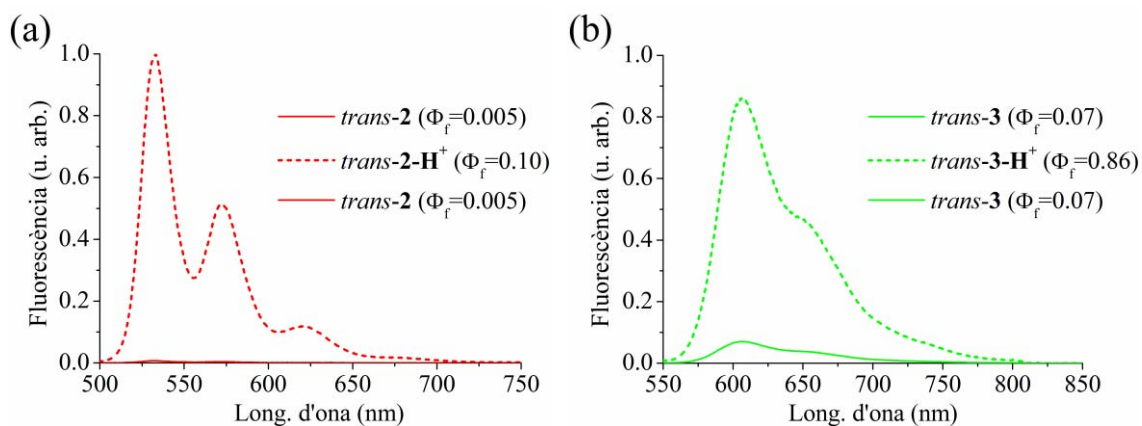 (a)
Fluorescència (u. arb.)
1.0
0.8
0.6
0.4
0.2
0.0
trans-2 (Φf=0.005)
trans-2-H+ (Φf=0.10)
trans-2 (Φf=0.005)
500 550 600 650 700 750
Long. d'ona (nm)
(b)
Fluorescència (u. arb.)
1.0
0.8
0.6
0.4
0.2
0.0
trans-3 (Φf=0.07)
trans-3-H+ (Φf=0.86)
trans-3 (Φf=0.07)
550 600 650 700 750 800 850
Long. d'ona (nm)